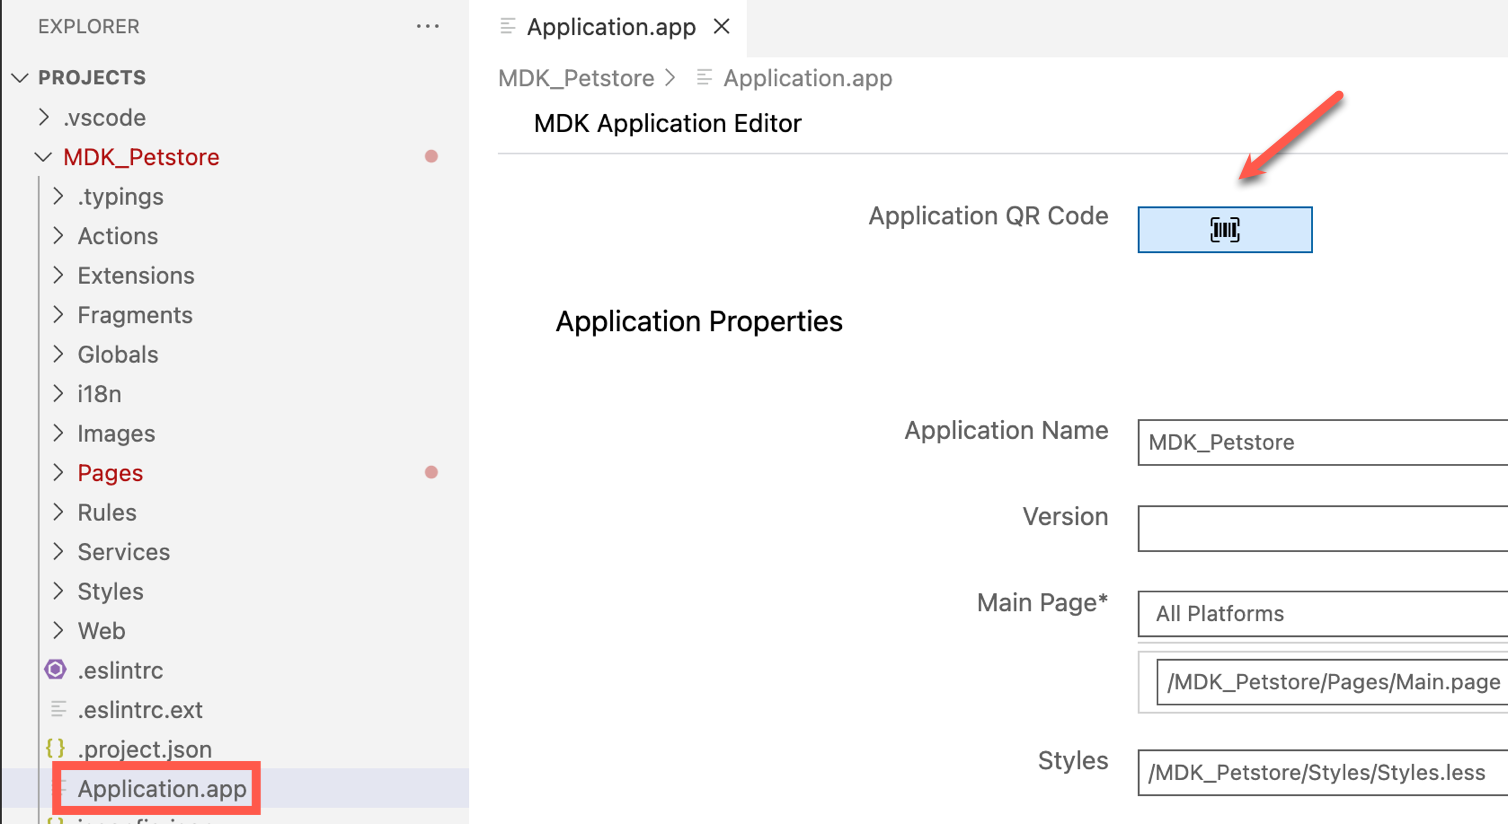 EXPLORER
PROJECTS
.vscode
MDK_Petstore
.typings
Actions
Extensions
Fragments
Globals
i18n
Images
Pages
Rules
Services
Styles
Web
.eslintrc
.eslintrc.ext
.project.json
Application.app
Application.app
MDK_Petstore > Application.app
MDK Application Editor
Application QR Code
Application Properties
Application Name
MDK_Petstore
Version
Main Page*
All Platforms
/MDK_Petstore/Pages/Main.page
Styles
/MDK_Petstore/Styles/Styles.less